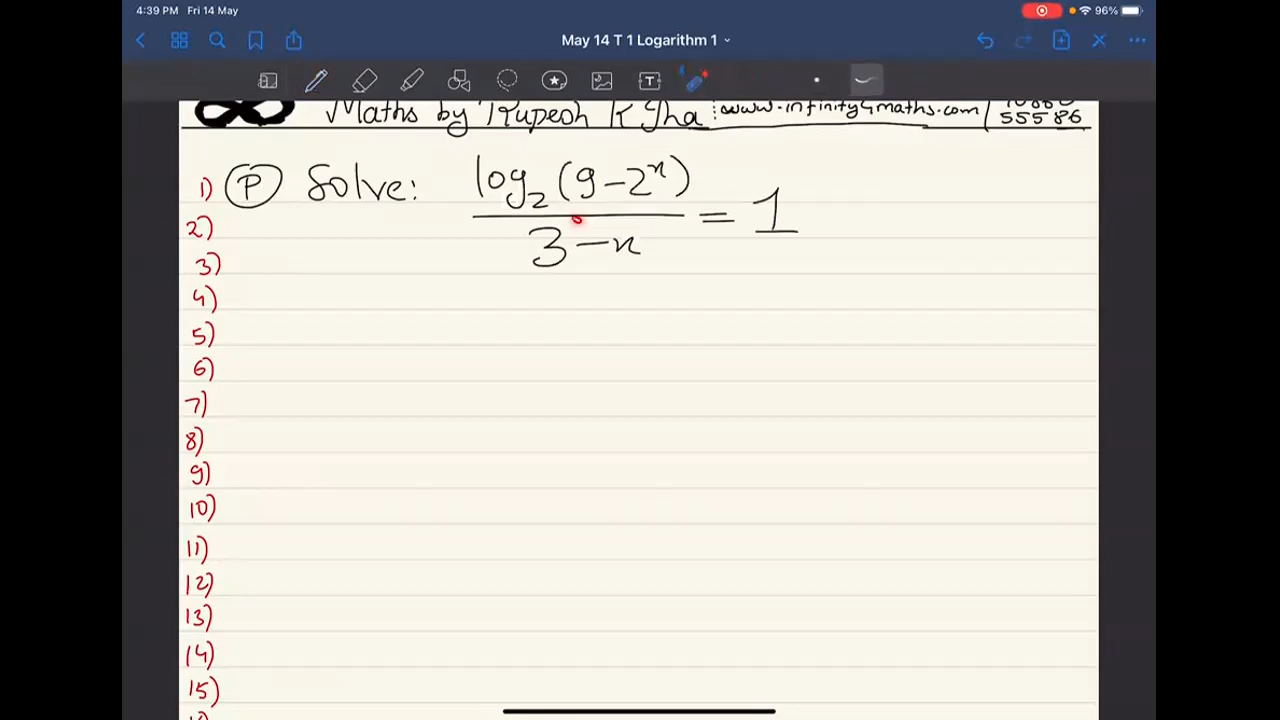 4:39 PM Fri 14 May 96%
May 14 T 1 Logarithm 1
Maths by Rupesh K Jha www.infinity4maths.com
55586
1) P Solve: log₂(9-2ˣ)
2) = 1
3 - x
3)
4)
5)
6)
7)
8)
9)
10)
11)
12)
13)
14)
15)